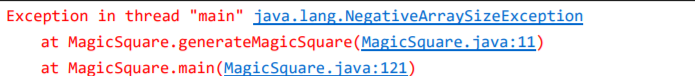 Exception in thread "main" java.lang.NegativeArraySizeException
at MagicSquare.generateMagicSquare(MagicSquare.java:11)
at MagicSquare.main(MagicSquare.java:121)